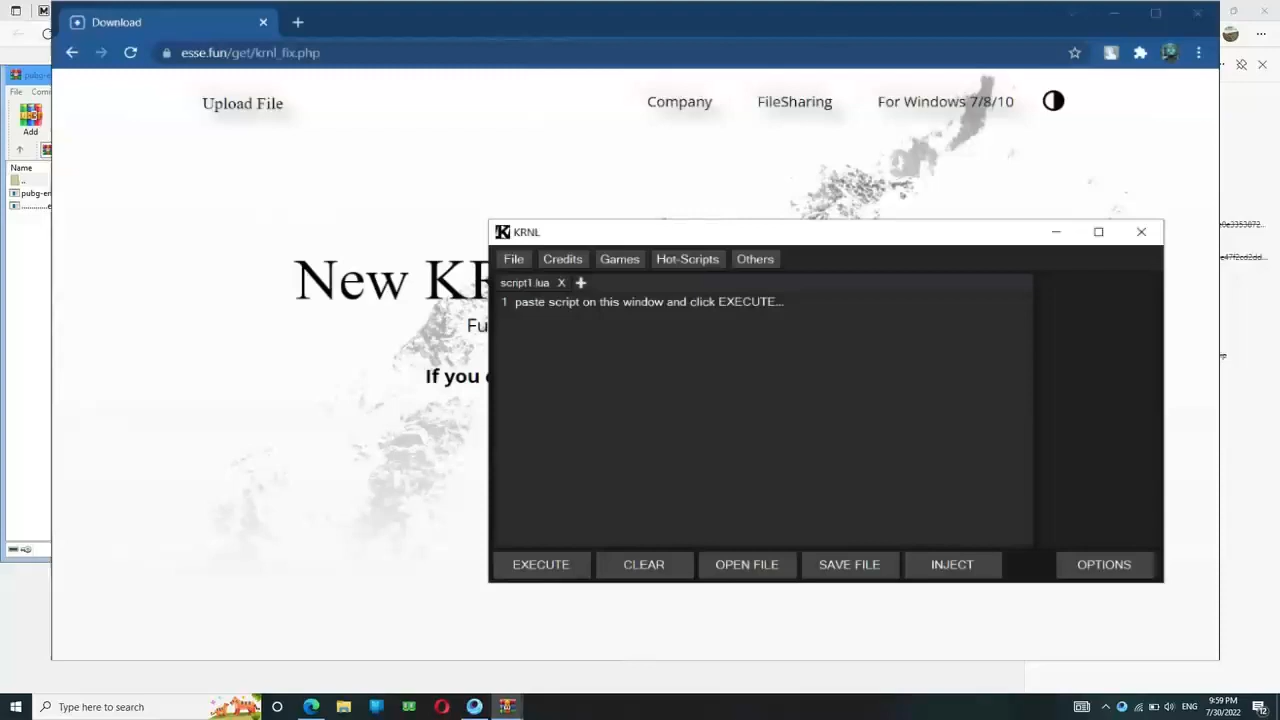 Download
esse.fun/get/krnl_fix.php
pubg-e
File
Add
Name
..
pubg-en
Upload File
Company
FileSharing
For Windows 7/8/10
New KR
Fu
If you
KRNL
File
Credits
Games
Hot-Scripts
Others
script1.lua X
1 paste script on this window and click EXECUTE...
EXECUTE
CLEAR
OPEN FILE
SAVE FILE
INJECT
OPTIONS
Type here to search
9:59 PM
7/30/2022